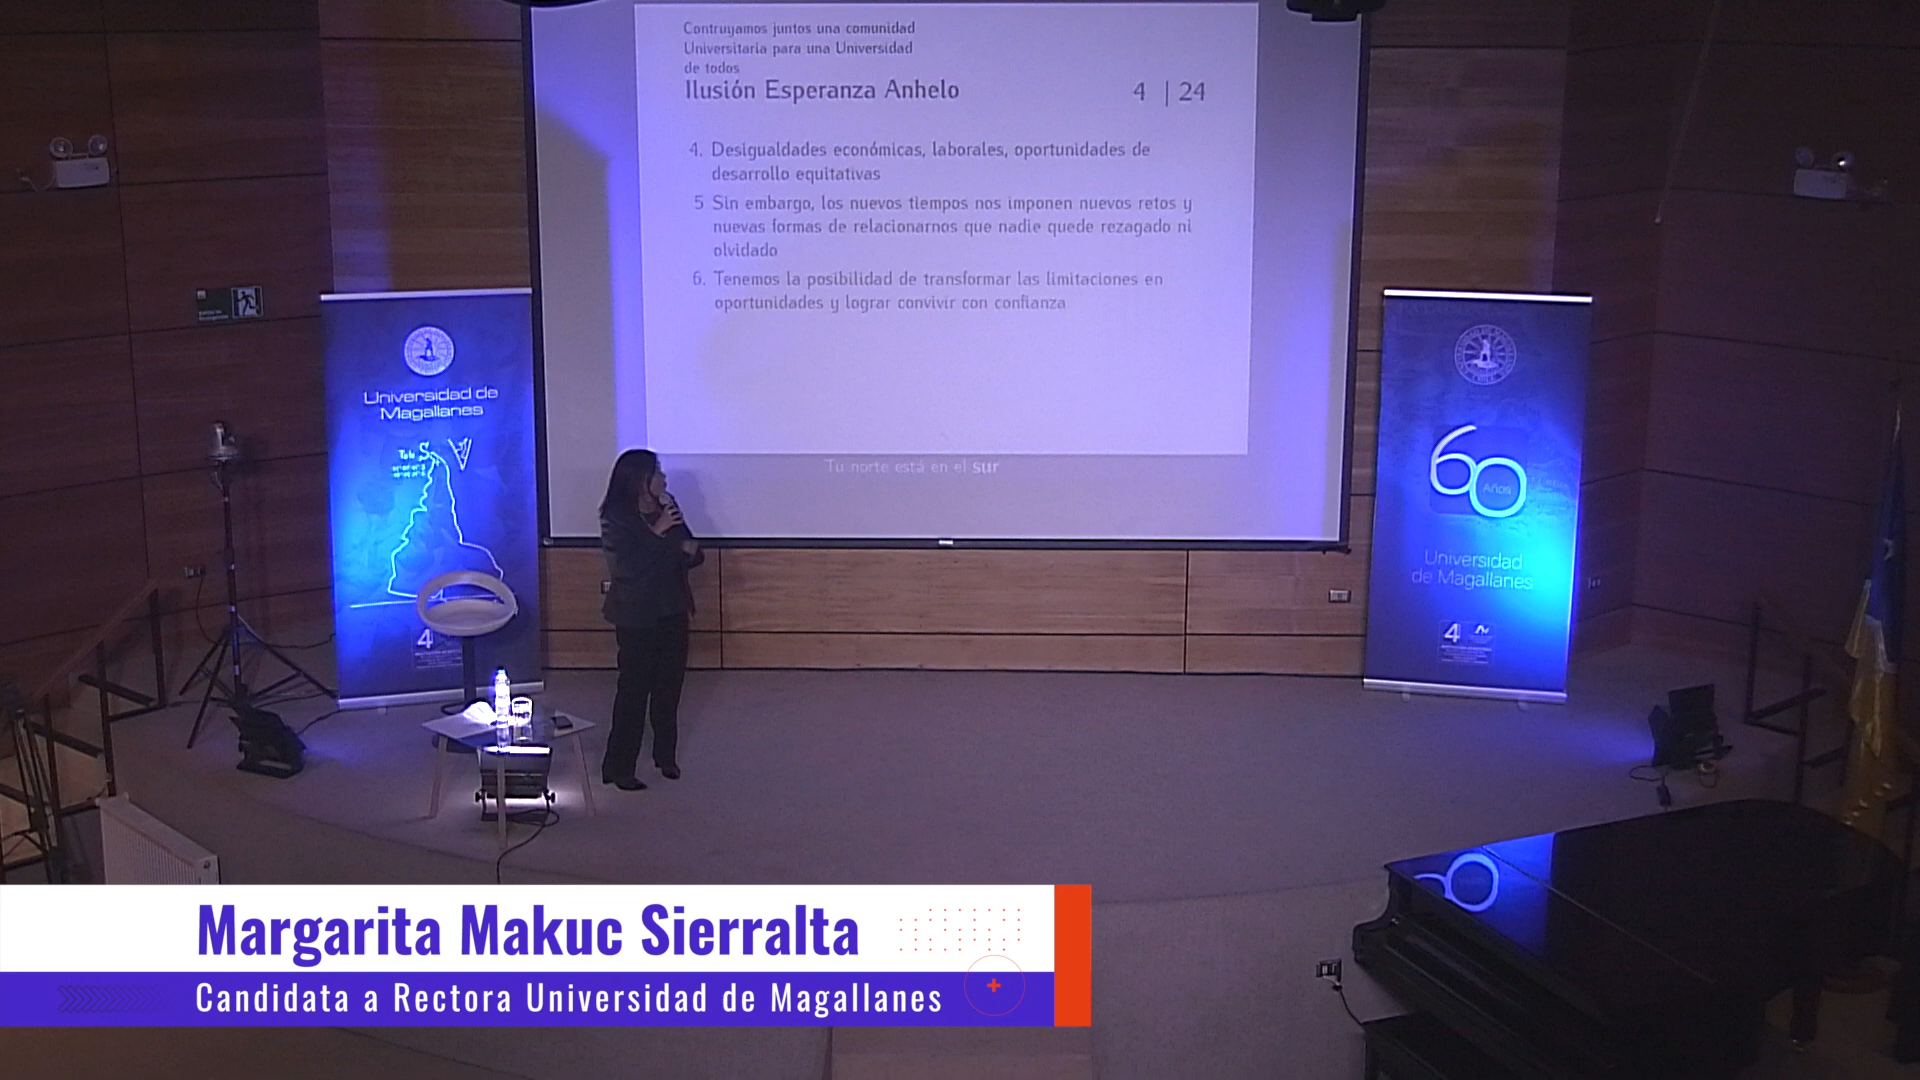 Contruyamos juntos una comunidad
Universitaria para una Universidad
de todos
Ilusión Esperanza Anhelo
4 | 24
4. Desigualdades económicas, laborales, oportunidades de
desarrollo equitativas
5 Sin embargo, los nuevos tiempos nos imponen nuevos retos y
nuevas formas de relacionarnos que nadie quede rezagado ni
olvidado
6. Tenemos la posibilidad de transformar las limitaciones en
oportunidades y lograr convivir con confianza
Tu norte está en el sur
Universidad de
Magallanes
4
60
Años
Universidad
de Magallanes
4
Margarita Makuc Sierralta
Candidata a Rectora Universidad de Magallanes